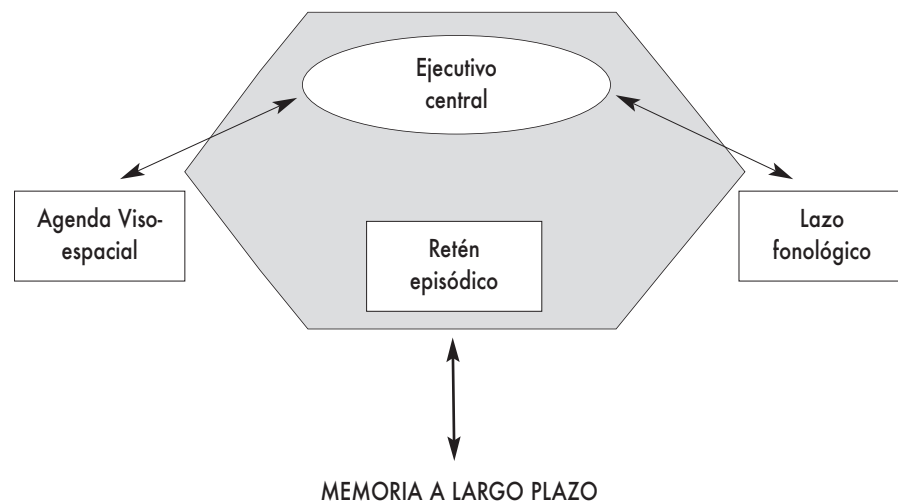 Ejecutivo
central
Agenda Viso-
espacial
Retén
episódico
Lazo
fonológico
MEMORIA A LARGO PLAZO